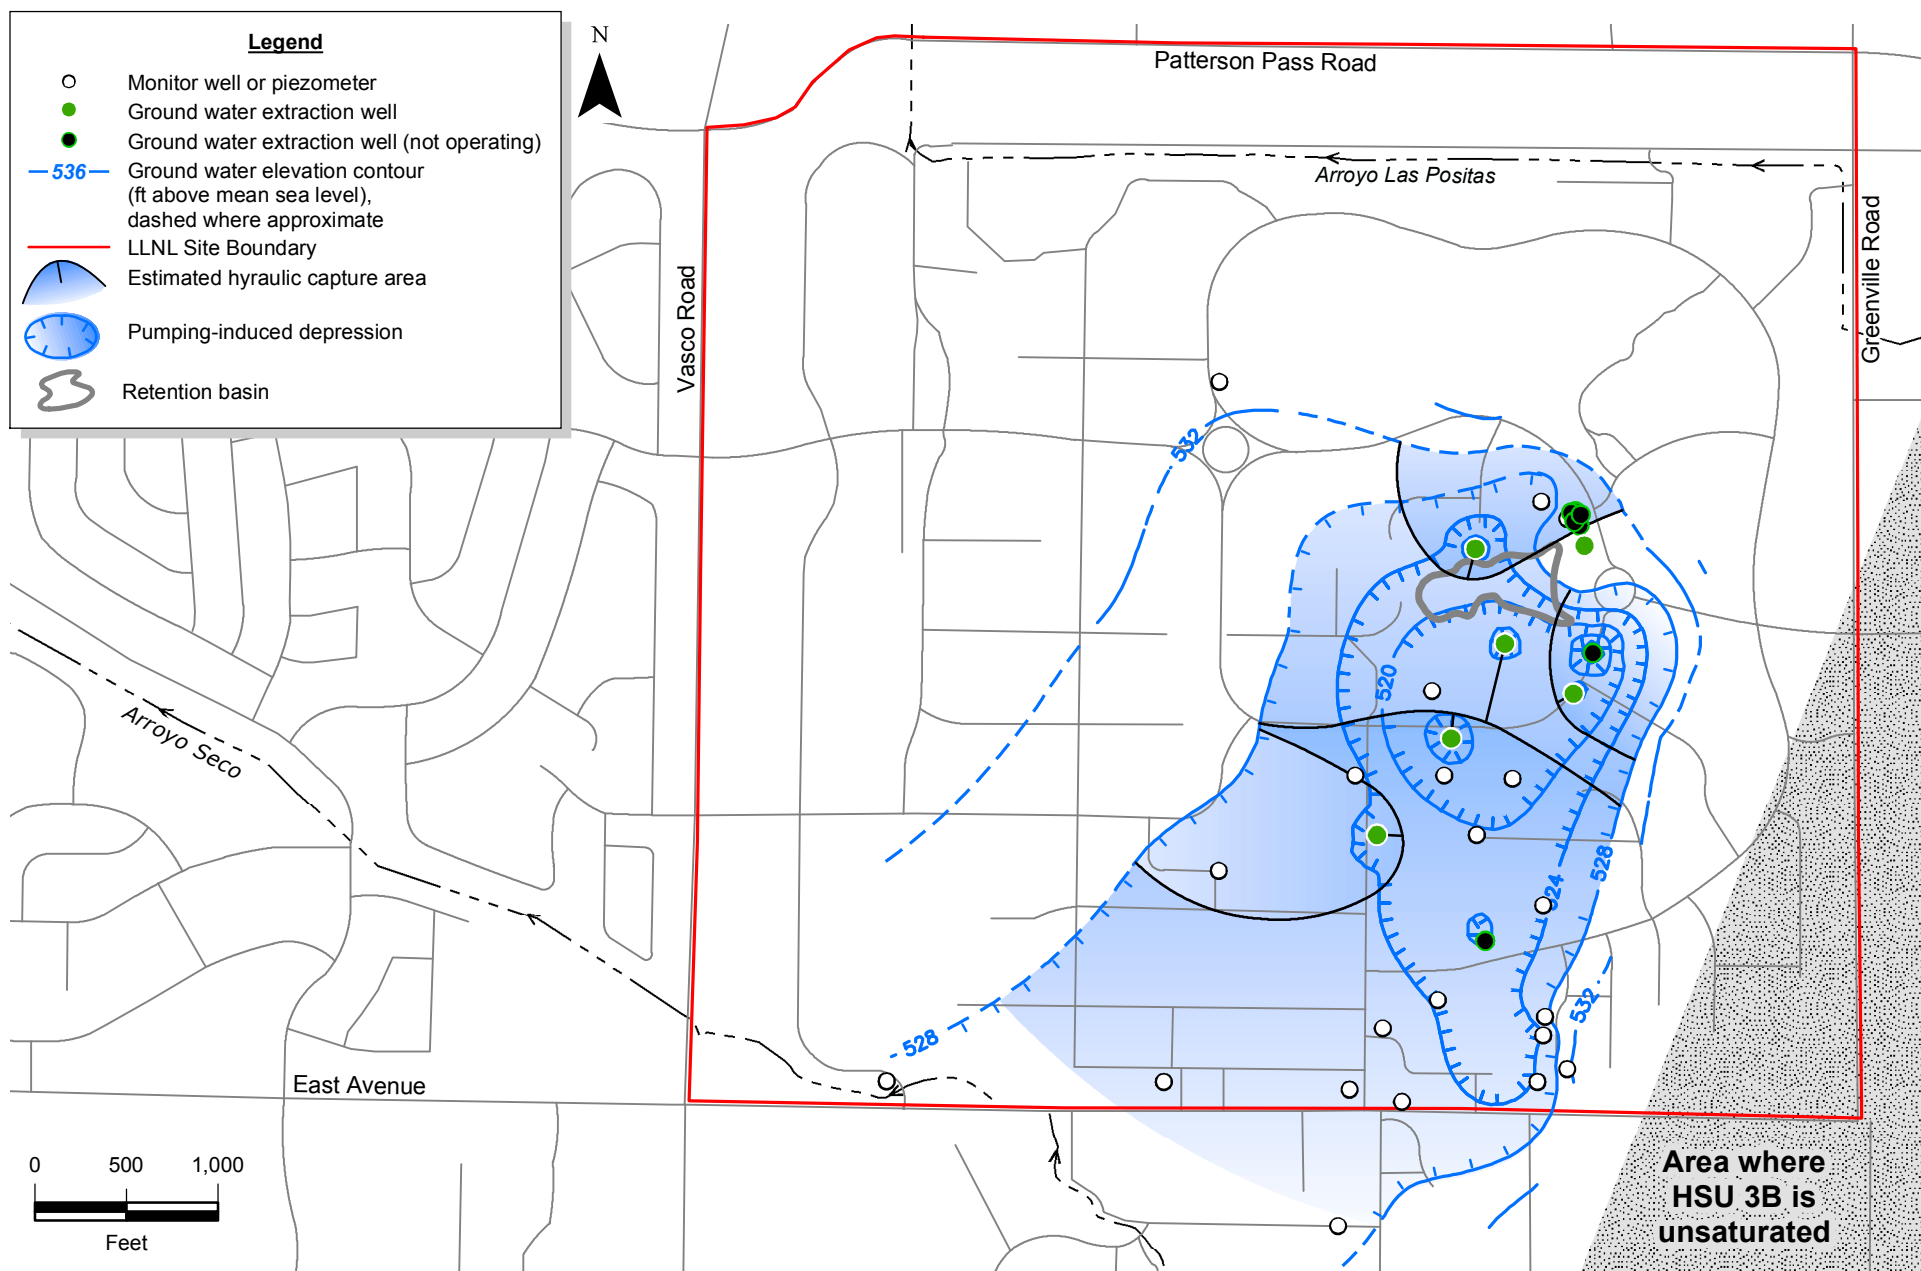 Legend
Monitor well or piezometer
Ground water extraction well
Ground water extraction well (not operating)
536
Ground water elevation contour
(ft above mean sea level),
dashed where approximate
LLNL Site Boundary
Estimated hyraulic capture area
Pumping-induced depression
Retention basin
N
Patterson Pass Road
Arroyo Las Positas
Greenville Road
Vasco Road
532
520
Arroyo Seco
528
524
532
528
East Avenue
0 500 1,000
Feet
Area where
HSU 3B is
unsaturated